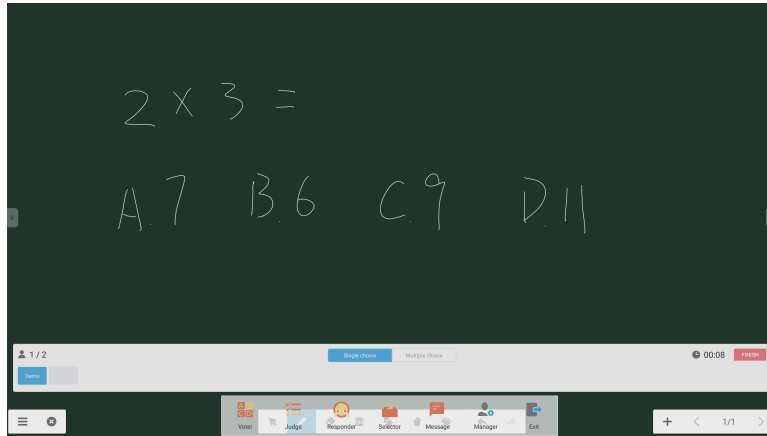 2 × 3 =
A.7 B.6 C.9 D.11
1 / 2 Single choice Multiple choice 00:08 FINISH
Demo
Voter Judge Responder Selector Message Manager Exit 1/1